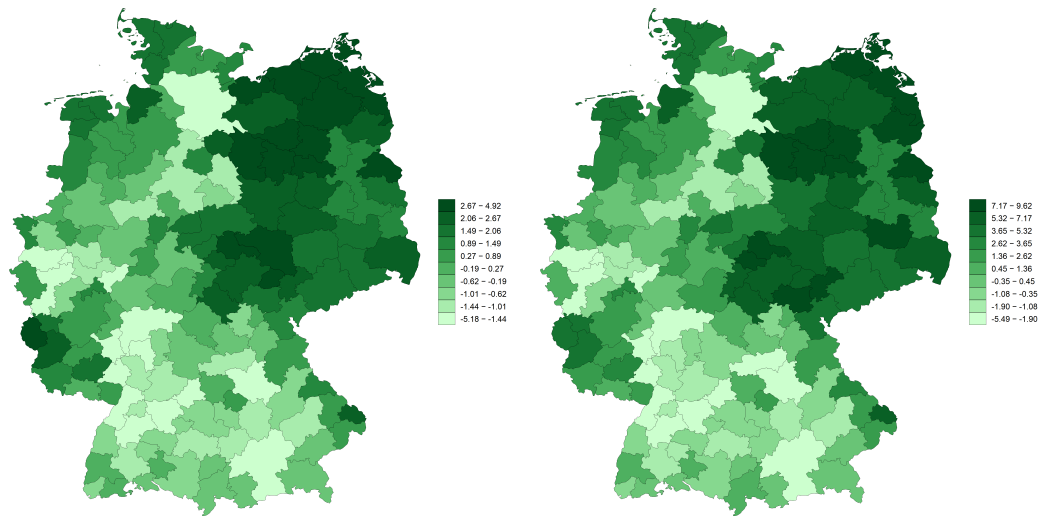 2.67 − 4.92
2.06 − 2.67
1.49 − 2.06
0.89 − 1.49
0.27 − 0.89
-0.19 − 0.27
-0.62 − -0.19
-1.01 − -0.62
-1.44 − -1.01
-5.18 − -1.44
7.17 − 9.62
5.32 − 7.17
3.65 − 5.32
2.62 − 3.65
1.36 − 2.62
0.45 − 1.36
-0.35 − 0.45
-1.08 − -0.35
-1.90 − -1.08
-5.49 − -1.90